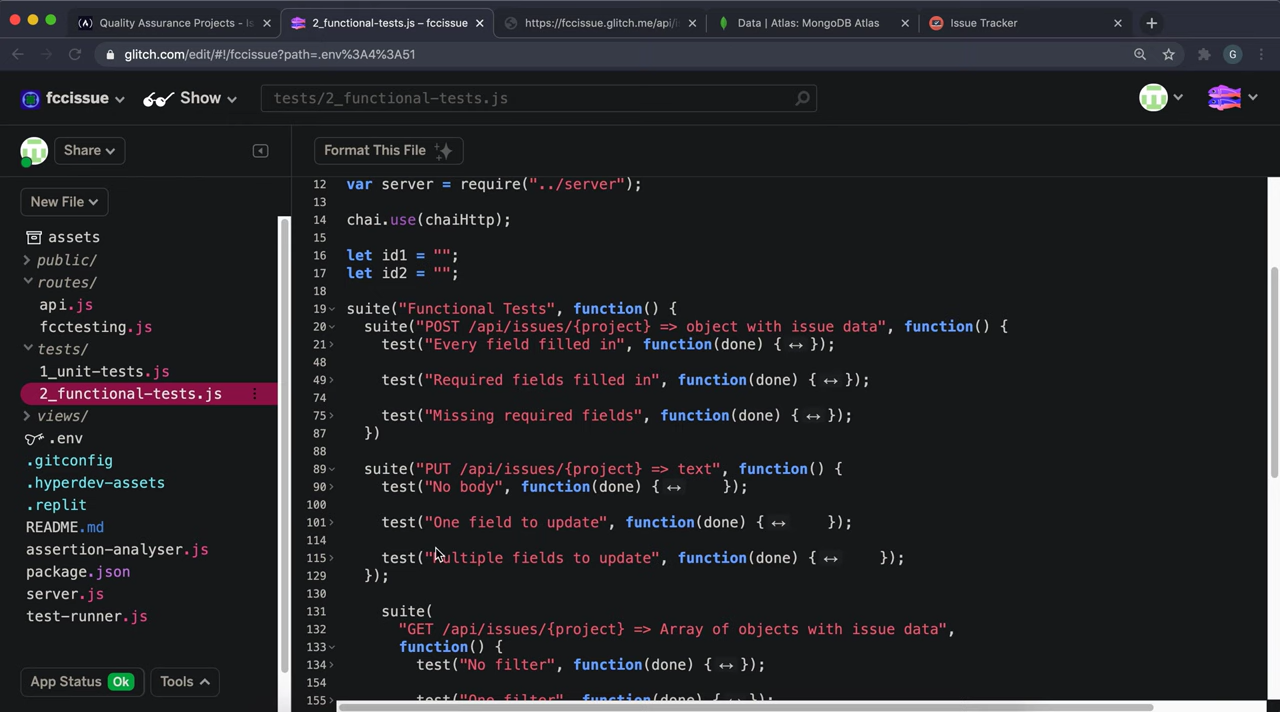 Quality Assurance Projects - Is
2_functional-tests.js – fccissue
https://fccissue.glitch.me/api/i
Data | Atlas: MongoDB Atlas
Issue Tracker
glitch.com/edit/#!/fccissue?path=.env%3A4%3A51
G
fccissue
Show
tests/2_functional-tests.js
Share
Format This File
New File
assets
public/
routes/
api.js
fcctesting.js
tests/
1_unit-tests.js
2_functional-tests.js
views/
.env
.gitconfig
.hyperdev-assets
.replit
README.md
assertion-analyser.js
package.json
server.js
test-runner.js
App Status Ok
Tools
12 var server = require("../server");
13
14 chai.use(chaiHttp);
15
16 let id1 = "";
17 let id2 = "";
18
19 suite("Functional Tests", function() {
20 suite("POST /api/issues/{project} => object with issue data", function() {
21 test("Every field filled in", function(done) {↔});
48
49 test("Required fields filled in", function(done) {↔});
74
75 test("Missing required fields", function(done) {↔});
87 })
88
89 suite("PUT /api/issues/{project} => text", function() {
90 test("No body", function(done) {↔ });
100
101 test("One field to update", function(done) {↔ });
114
115 test("Multiple fields to update", function(done) {↔ });
129 });
130
131 suite(
132 "GET /api/issues/{project} => Array of objects with issue data",
133 function() {
134 test("No filter", function(done) {↔});
154
155 test("One filter", function(done) {↔});